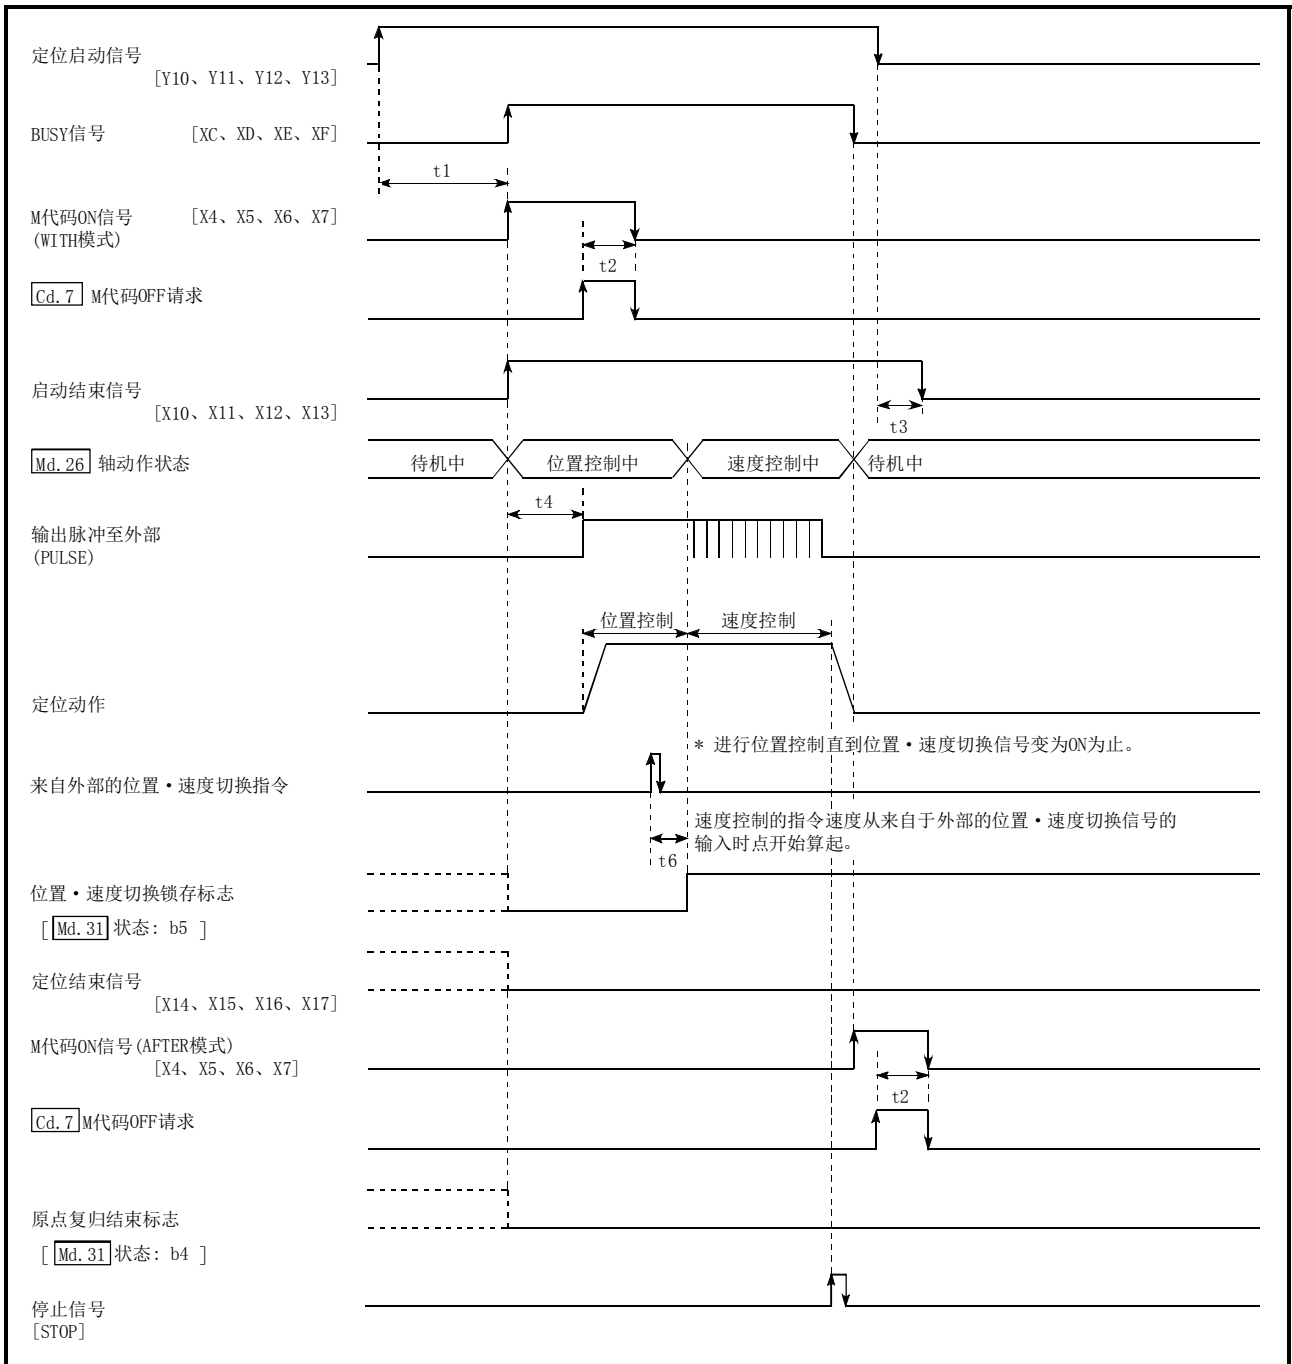 定位启动信号
[Y10、Y11、Y12、Y13]
BUSY信号 [XC、XD、XE、XF]
t1
M代码ON信号 [X4、X5、X6、X7]
(WITH模式)
t2
Cd.7 M代码OFF请求
启动结束信号
[X10、X11、X12、X13]
t3
Md.26 轴动作状态
待机中 位置控制中 速度控制中 待机中
t4
输出脉冲至外部
(PULSE)
位置控制 速度控制
定位动作
* 进行位置控制直到位置·速度切换信号变为ON为止。
来自外部的位置·速度切换指令
速度控制的指令速度从来自于外部的位置·速度切换信号的
输入时点开始算起。
t6
位置·速度切换锁存标志
[Md.31 状态: b5 ]
定位结束信号
[X14、X15、X16、X17]
M代码ON信号(AFTER模式)
[X4、X5、X6、X7]
t2
Cd.7 M代码OFF请求
原点复归结束标志
[Md.31 状态: b4 ]
停止信号
[STOP]